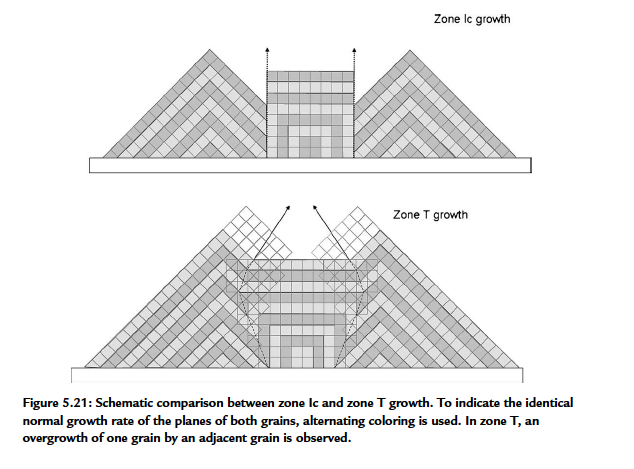 Zone Ic growth
Zone T growth
Figure 5.21: Schematic comparison between zone Ic and zone T growth. To indicate the identical
normal growth rate of the planes of both grains, alternating coloring is used. In zone T, an
overgrowth of one grain by an adjacent grain is observed.